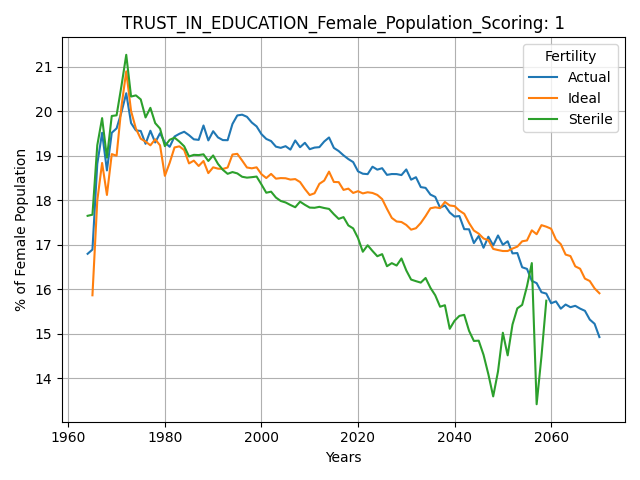 TRUST_IN_EDUCATION_Female_Population_Scoring: 1
% of Female Population
21
20
19
18
17
16
15
14
1960
1980
2000
2020
2040
2060
Years
Fertility
Actual
Ideal
Sterile